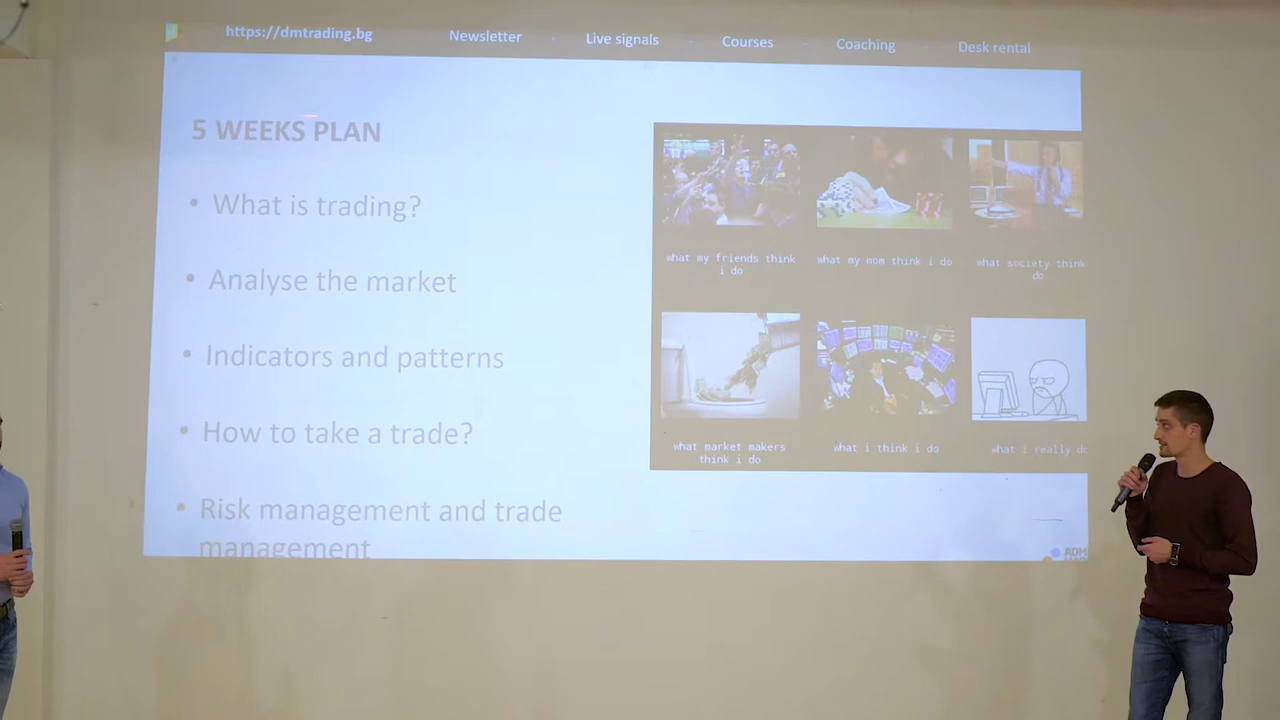 https://dmtrading.bg Newsletter - Live signals - Courses - Coaching - Desk rental
5 WEEKS PLAN
• What is trading?
• Analyse the market
• Indicators and patterns
• How to take a trade?
• Risk management and trade
management
what my friends think
i do
what my mom think i do
what society think
do
what market makers
think i do
what i think i do
what i really do
ADM